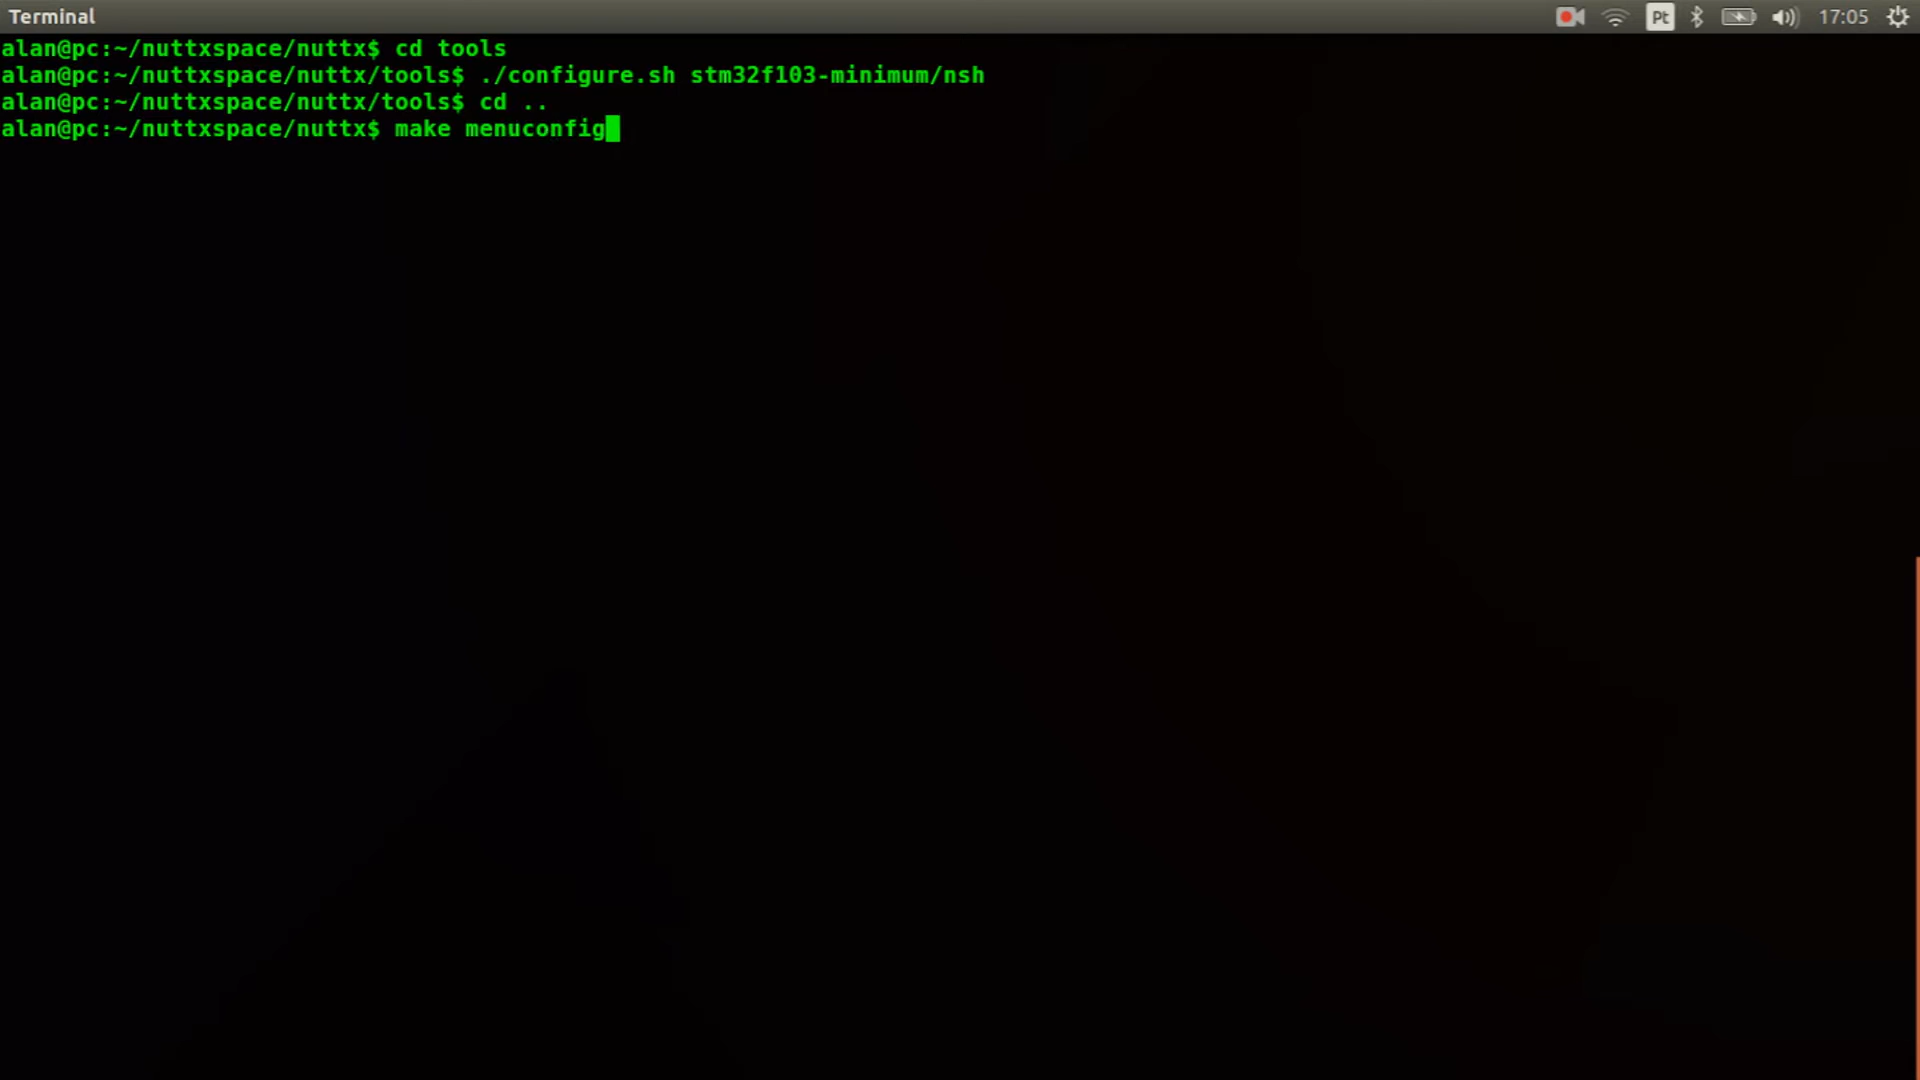 Terminal
Pt
17:05
alan@pc:~/nuttxspace/nuttx$ cd tools
alan@pc:~/nuttxspace/nuttx/tools$ ./configure.sh stm32f103-minimum/nsh
alan@pc:~/nuttxspace/nuttx/tools$ cd ..
alan@pc:~/nuttxspace/nuttx$ make menuconfig